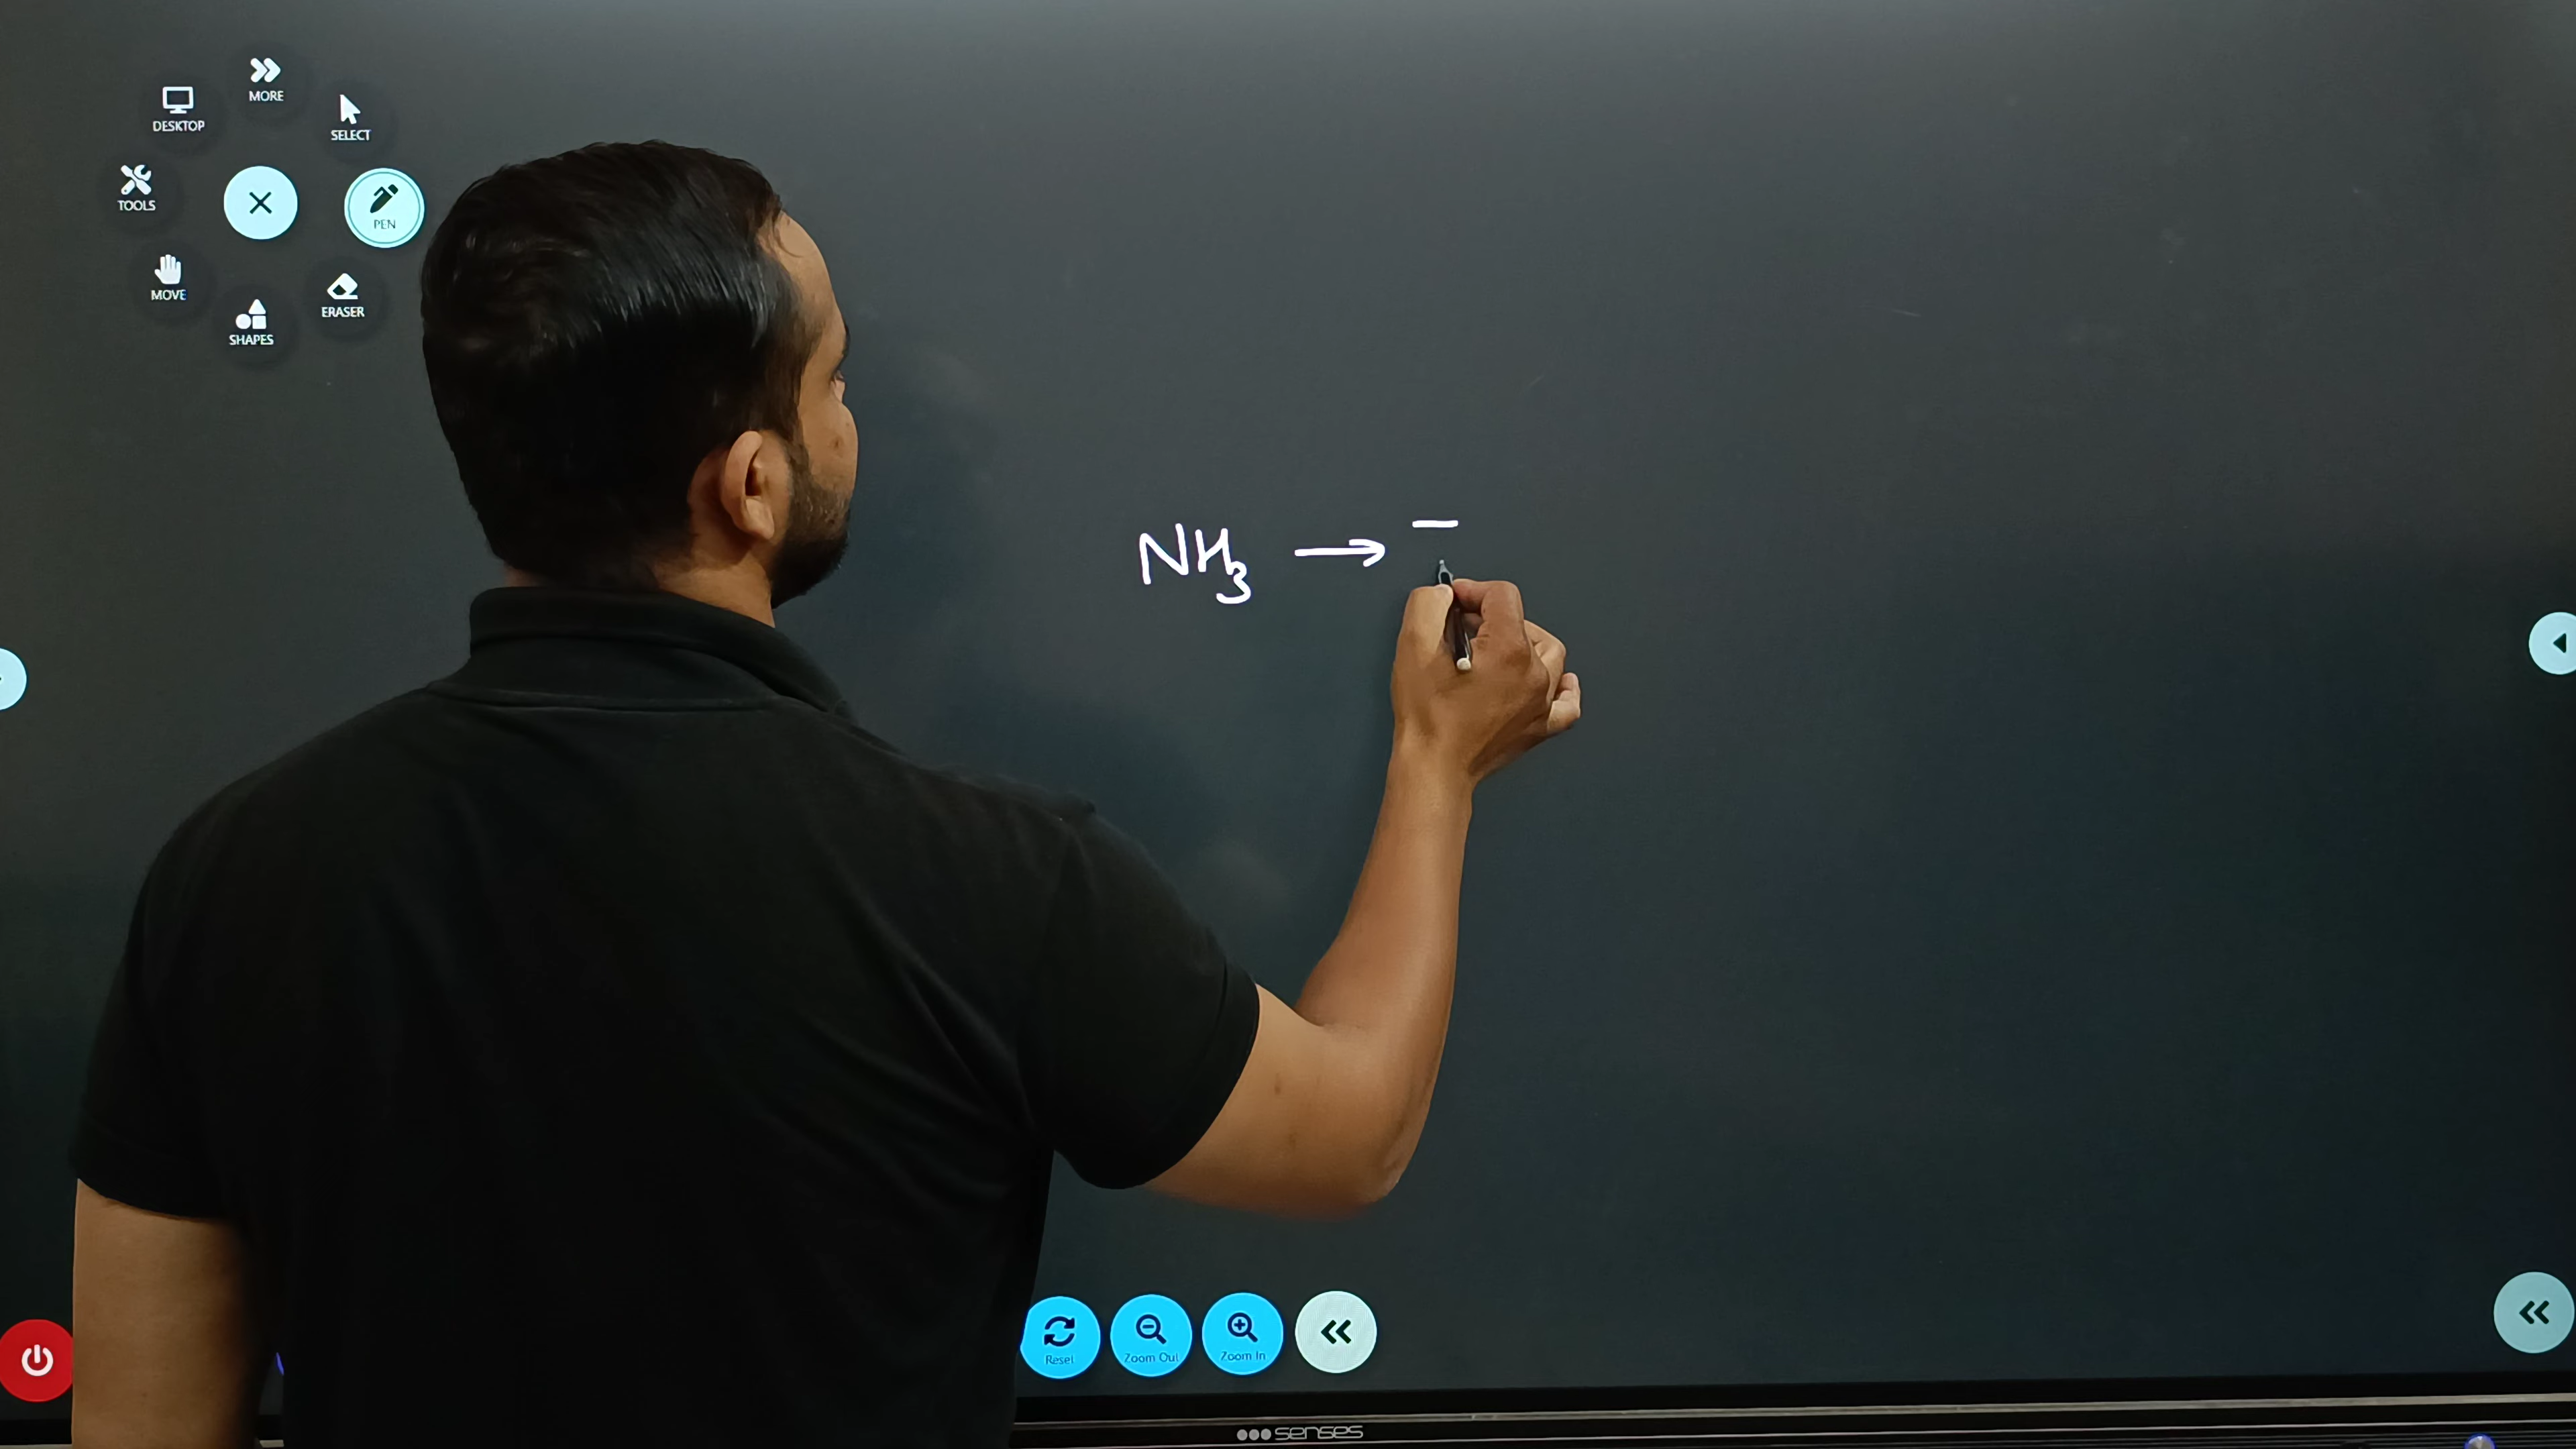 MORE
DESKTOP
SELECT
TOOLS
PEN
MOVE
ERASER
SHAPES
NH₃ → –
Reset
Zoom Out
Zoom In
senses